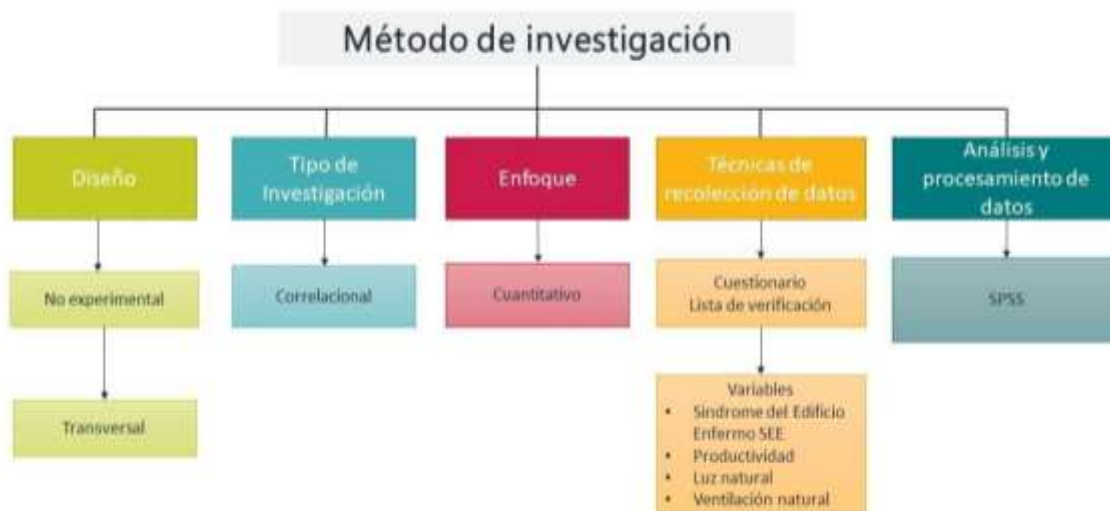 Método de investigación
Diseño
Tipo de
Investigación
Enfoque
Técnicas de
recolección de datos
Análisis y
procesamiento de
datos
No experimental
Correlacional
Cuantitativo
Cuestionario
Lista de verificación
SPSS
Transversal
Variables
• Sindrome del Edificio
Enfermo SEE
• Productividad
• Luz natural
• Ventilación natural